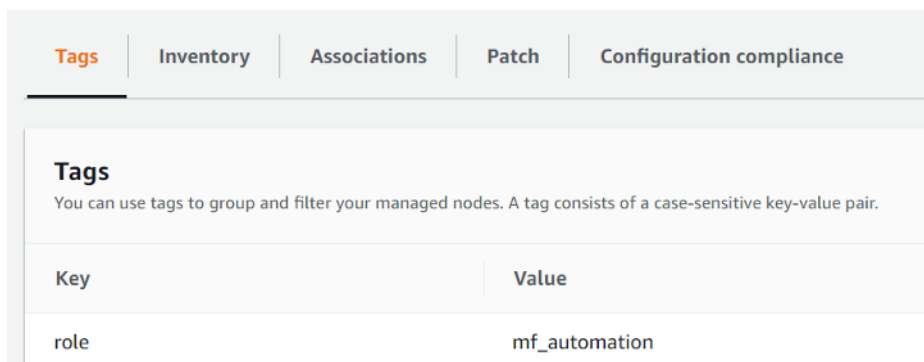 Tags Inventory Associations Patch Configuration compliance
Tags
You can use tags to group and filter your managed nodes. A tag consists of a case-sensitive key-value pair.
Key Value
role mf_automation